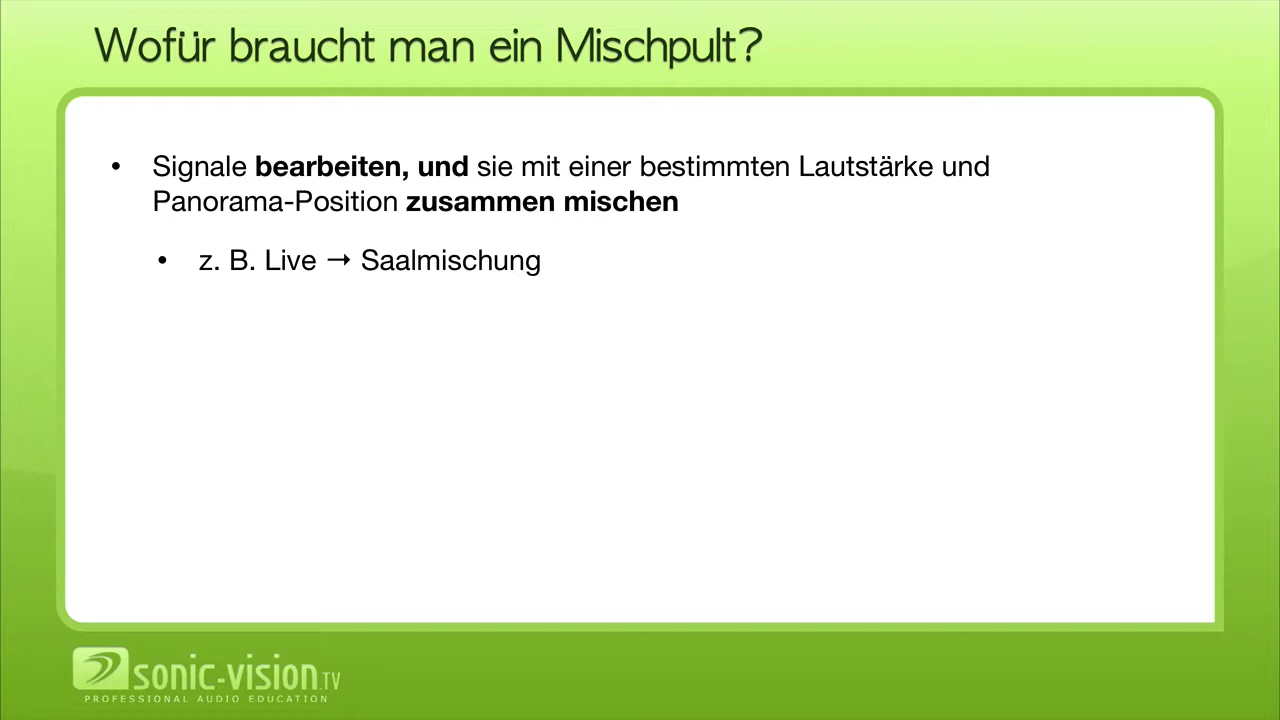 Wofür braucht man ein Mischpult?
• Signale bearbeiten, und sie mit einer bestimmten Lautstärke und
Panorama-Position zusammen mischen
• z. B. Live → Saalmischung
sonic-vision.TV
PROFESSIONAL AUDIO EDUCATION